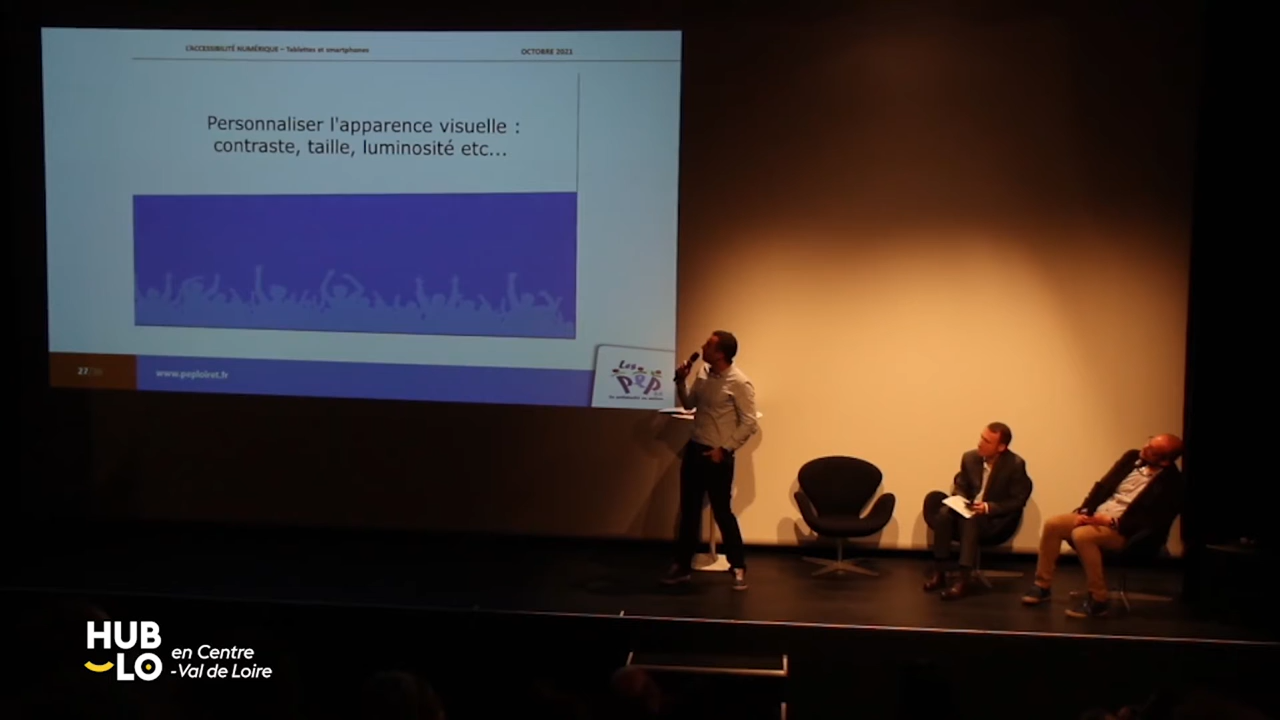 L'ACCESSIBILITÉ NUMÉRIQUE – Tablettes et smartphones
OCTOBRE 2021
Personnaliser l'apparence visuelle :
contraste, taille, luminosité etc...
27
www.peploiret.fr
Les
PEP
HUB
LO
en Centre
-Val de Loire